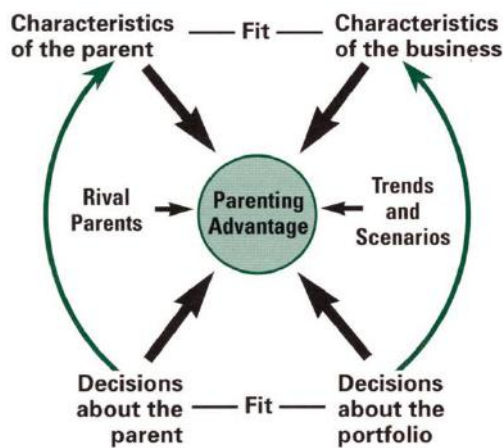 Characteristics
of the parent
Fit
Characteristics
of the business
Rival
Parents
Parenting
Advantage
Trends
and
Scenarios
Decisions
about the
parent
Fit
Decisions
about the
portfolio